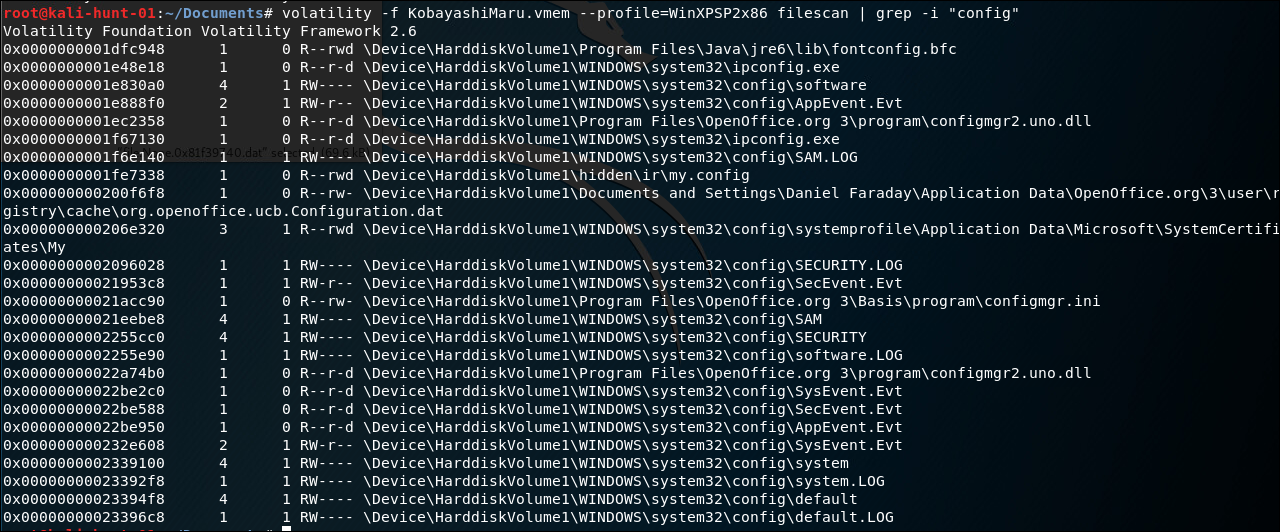 root@kali-hunt-01:~/Documents# volatility -f KobayashiMaru.vmem --profile=WinXPSP2x86 filescan | grep -i "config"
Volatility Foundation Volatility Framework 2.6
0x0000000001dfc948      1      0 R--rwd \Device\HarddiskVolume1\Program Files\Java\jre6\lib\fontconfig.bfc
0x0000000001e48e18      1      0 R--r-d \Device\HarddiskVolume1\WINDOWS\system32\ipconfig.exe
0x0000000001e830a0      4      1 RW---- \Device\HarddiskVolume1\WINDOWS\system32\config\software
0x0000000001e888f0      2      1 RW-r-- \Device\HarddiskVolume1\WINDOWS\system32\config\AppEvent.Evt
0x0000000001ec2358      1      0 R--r-d \Device\HarddiskVolume1\Program Files\OpenOffice.org 3\program\configmgr2.uno.dll
0x0000000001f67130      1      0 R--r-d \Device\HarddiskVolume1\WINDOWS\system32\ipconfig.exe
0x0000000001f6e140      1      1 RW---- \Device\HarddiskVolume1\WINDOWS\system32\config\SAM.LOG
0x0000000001fe7338      1      0 R--rwd \Device\HarddiskVolume1\hidden\ir\my.config
0x000000000200f6f8      1      0 R--rw- \Device\HarddiskVolume1\Documents and Settings\Daniel Faraday\Application Data\OpenOffice.org\3\user\r
gistry\cache\org.openoffice.ucb.Configuration.dat
0x000000000206e320      3      1 R--rwd \Device\HarddiskVolume1\WINDOWS\system32\config\systemprofile\Application Data\Microsoft\SystemCertifi
ates\My
0x0000000002096028      1      1 RW---- \Device\HarddiskVolume1\WINDOWS\system32\config\SECURITY.LOG
0x00000000021953c8      1      1 RW-r-- \Device\HarddiskVolume1\WINDOWS\system32\config\SecEvent.Evt
0x00000000021acc90      1      0 R--rw- \Device\HarddiskVolume1\Program Files\OpenOffice.org 3\Basis\program\configmgr.ini
0x00000000021eebe8      4      1 RW---- \Device\HarddiskVolume1\WINDOWS\system32\config\SAM
0x0000000002255cc0      4      1 RW---- \Device\HarddiskVolume1\WINDOWS\system32\config\SECURITY
0x0000000002255e90      1      1 RW---- \Device\HarddiskVolume1\WINDOWS\system32\config\software.LOG
0x00000000022a74b0      1      0 R--r-d \Device\HarddiskVolume1\Program Files\OpenOffice.org 3\program\configmgr2.uno.dll
0x00000000022be2c0      1      0 R--r-d \Device\HarddiskVolume1\WINDOWS\system32\config\SysEvent.Evt
0x00000000022be588      1      0 R--r-d \Device\HarddiskVolume1\WINDOWS\system32\config\SecEvent.Evt
0x00000000022be950      1      0 R--r-d \Device\HarddiskVolume1\WINDOWS\system32\config\AppEvent.Evt
0x000000000232e608      2      1 RW-r-- \Device\HarddiskVolume1\WINDOWS\system32\config\SysEvent.Evt
0x0000000002339100      4      1 RW---- \Device\HarddiskVolume1\WINDOWS\system32\config\system
0x00000000023392f8      1      1 RW---- \Device\HarddiskVolume1\WINDOWS\system32\config\system.LOG
0x00000000023394f8      4      1 RW---- \Device\HarddiskVolume1\WINDOWS\system32\config\default
0x00000000023396c8      1      1 RW---- \Device\HarddiskVolume1\WINDOWS\system32\config\default.LOG